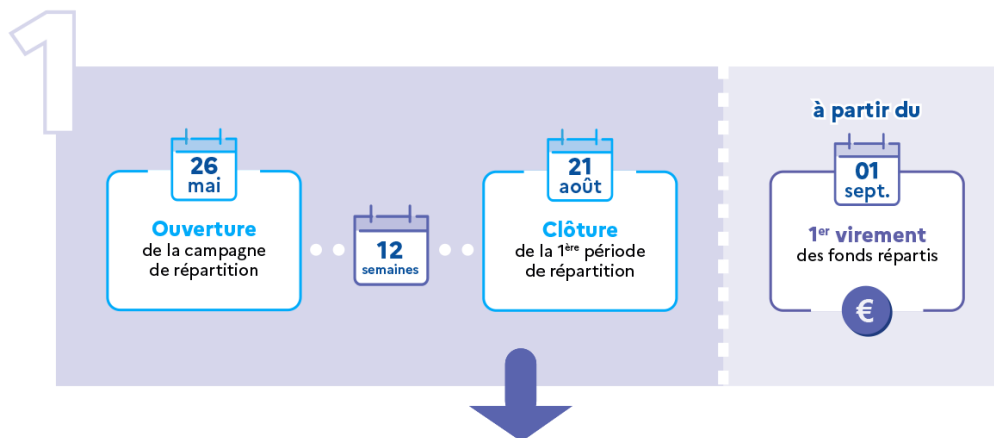 1
26
mai
Ouverture
de la campagne
de répartition
12
semaines
21
août
Clôture
de la 1ère période
de répartition
à partir du
01
sept.
1er virement
des fonds répartis
€